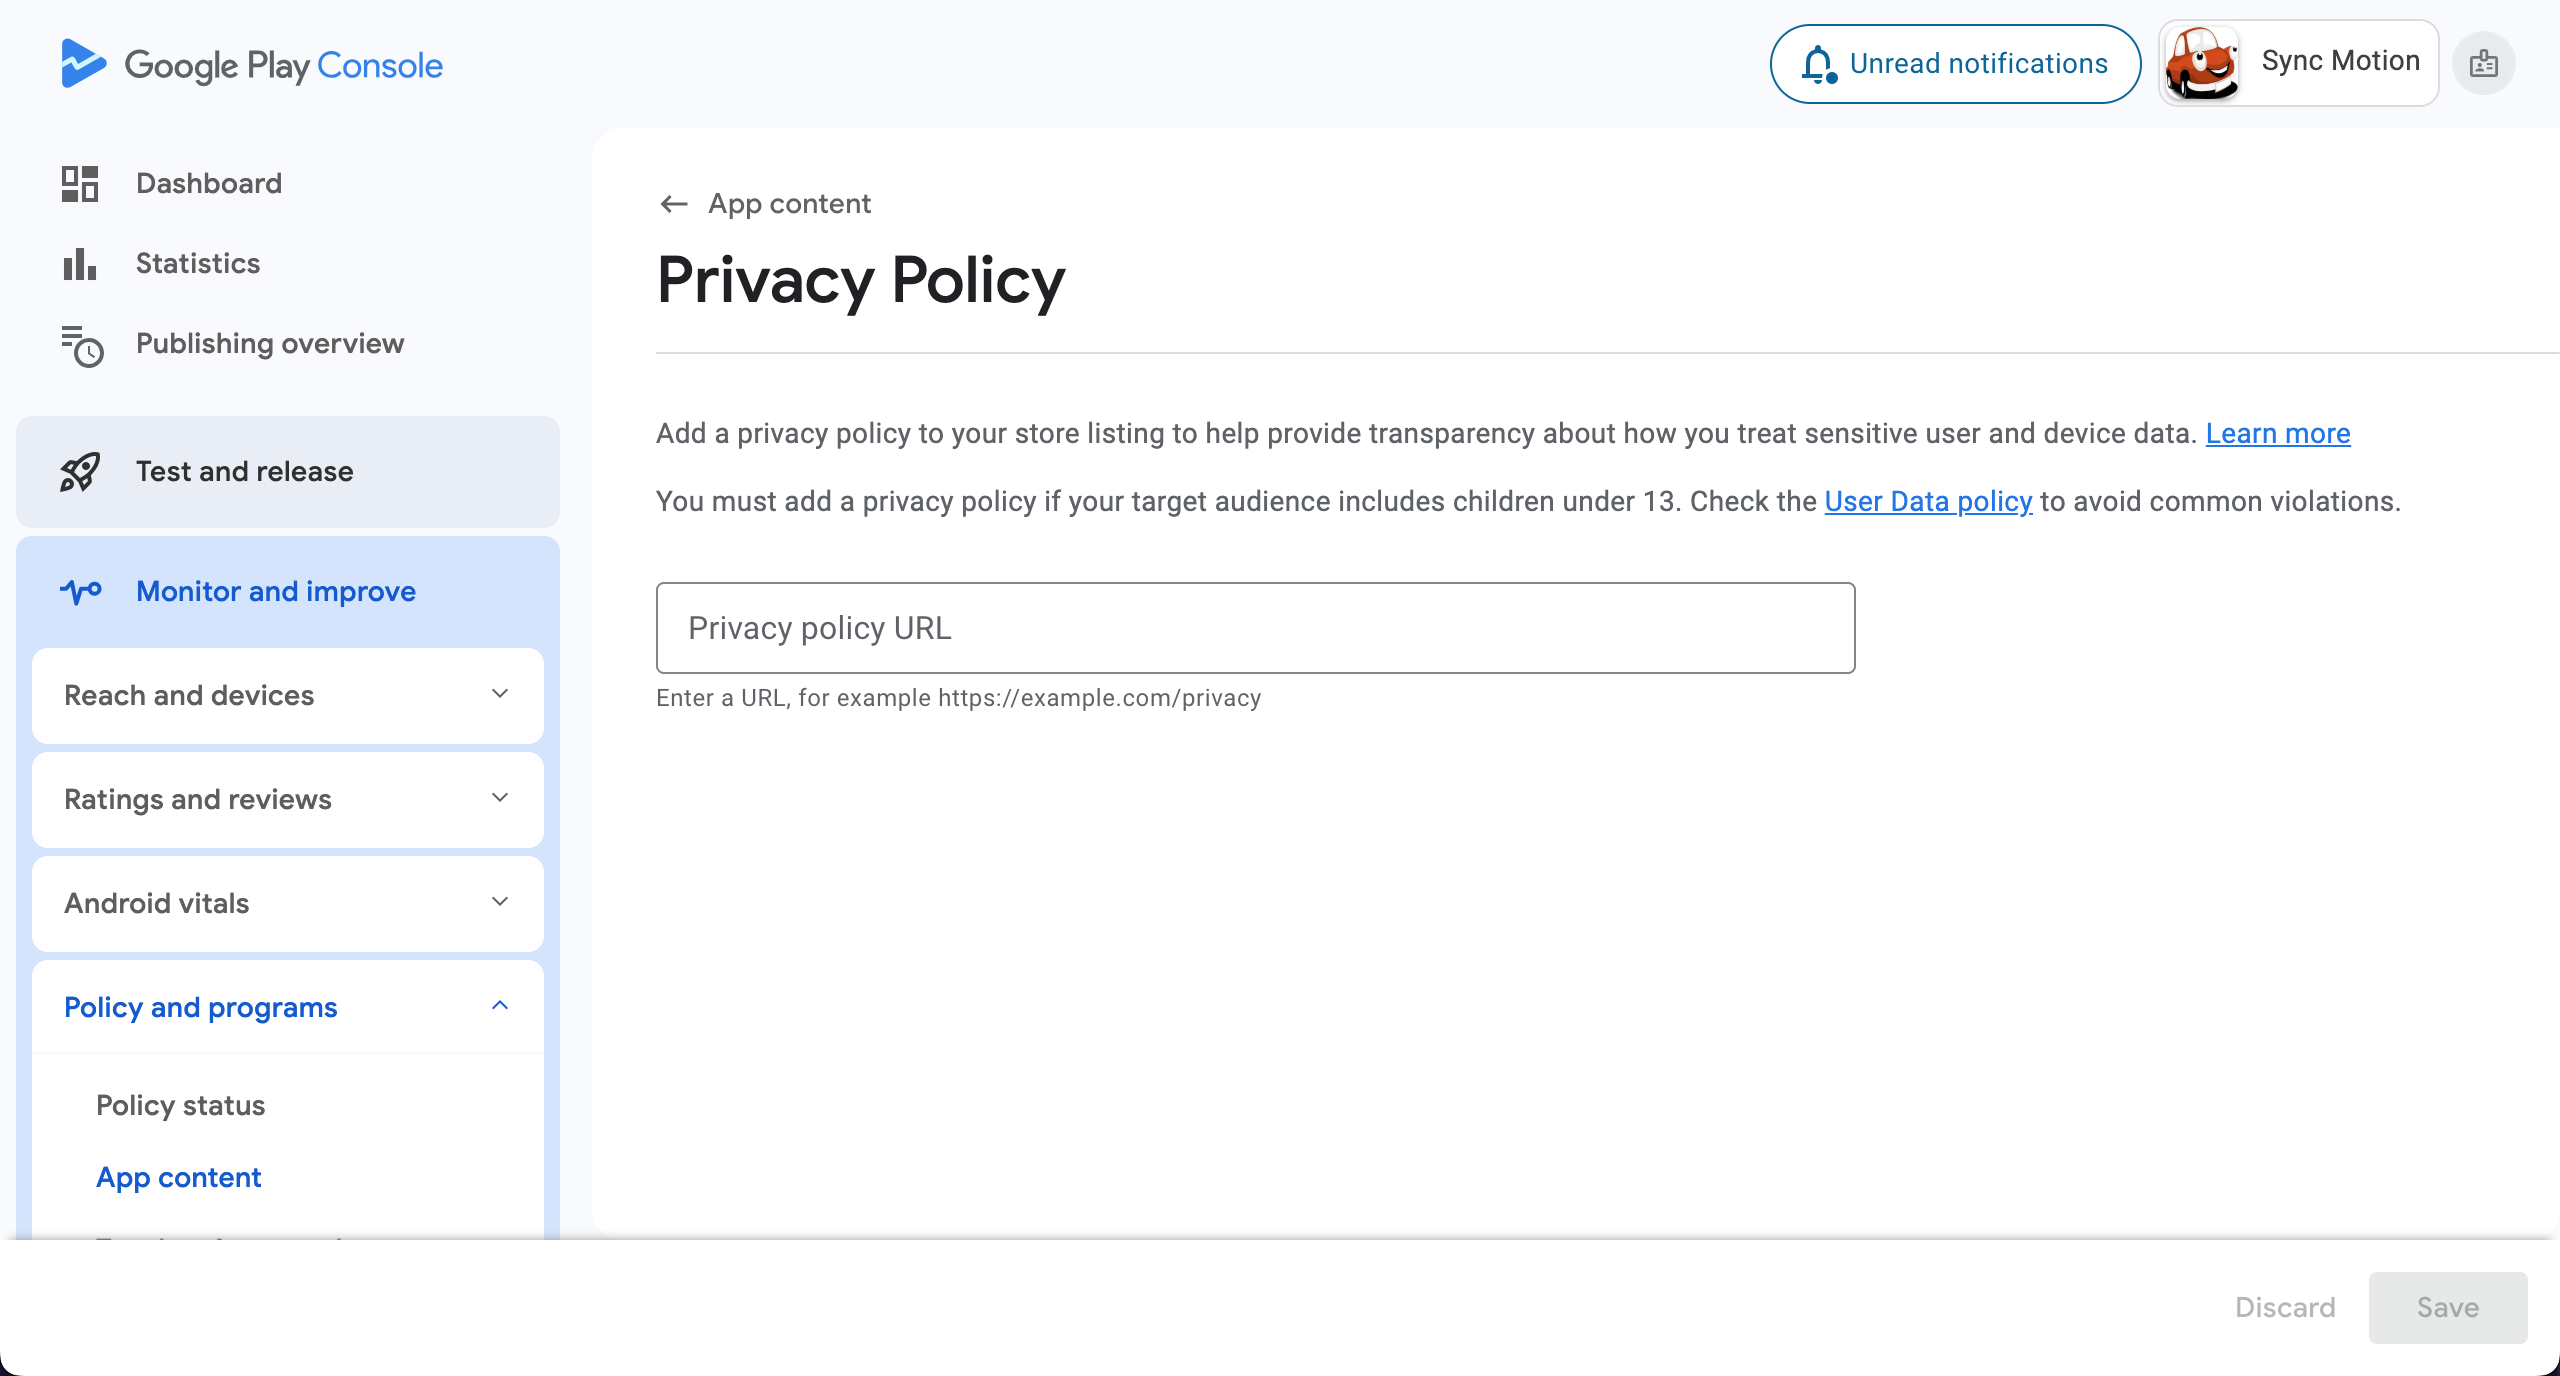 Google Play Console
Unread notifications
Sync Motion
Dashboard
Statistics
Publishing overview
Test and release
Monitor and improve
Reach and devices
Ratings and reviews
Android vitals
Policy and programs
Policy status
App content
App content
Privacy Policy
Add a privacy policy to your store listing to help provide transparency about how you treat sensitive user and device data. Learn more
You must add a privacy policy if your target audience includes children under 13. Check the User Data policy to avoid common violations.
Privacy policy URL
Enter a URL, for example https://example.com/privacy
Discard
Save